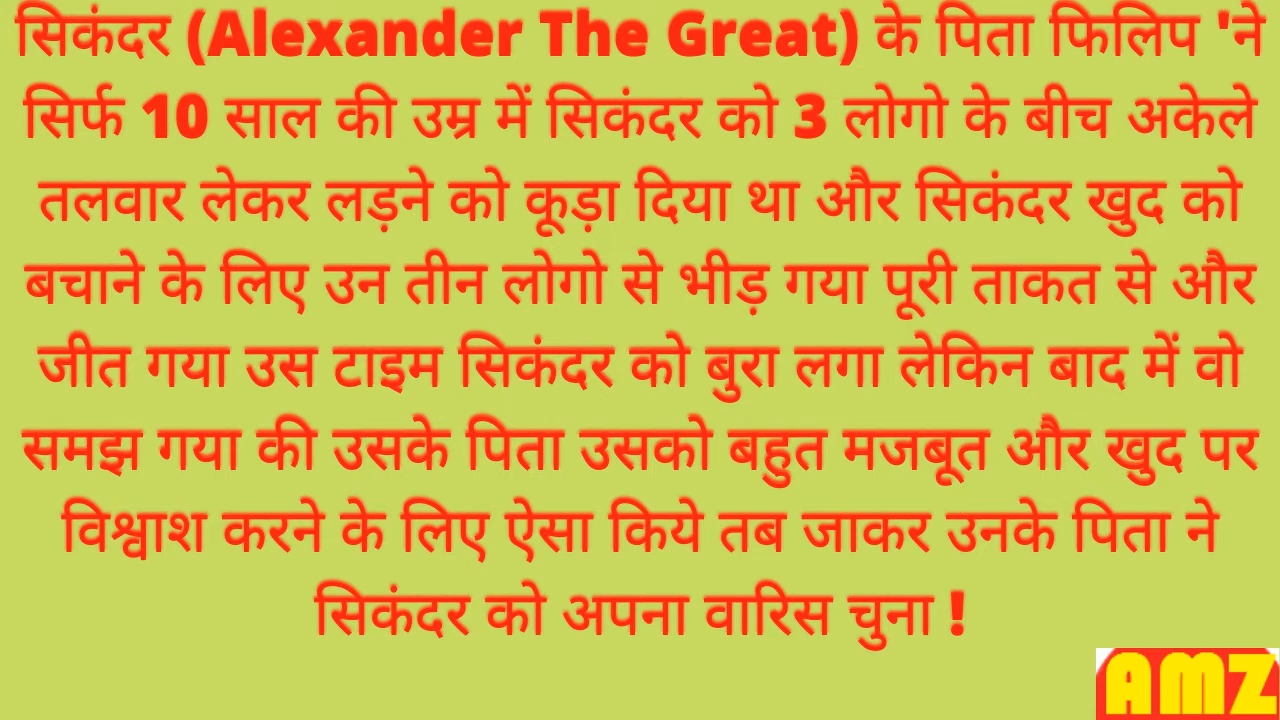 सिकंदर (Alexander The Great) के पिता फिलिप 'ने
सिर्फ 10 साल की उम्र में सिकंदर को 3 लोगो के बीच अकेले
तलवार लेकर लड़ने को कूड़ा दिया था और सिकंदर खुद को
बचाने के लिए उन तीन लोगो से भीड़ गया पूरी ताकत से और
जीत गया उस टाइम सिकंदर को बुरा लगा लेकिन बाद में वो
समझ गया की उसके पिता उसको बहुत मजबूत और खुद पर
विश्वाश करने के लिए ऐसा किये तब जाकर उनके पिता ने
सिकंदर को अपना वारिस चुना !
AMZ